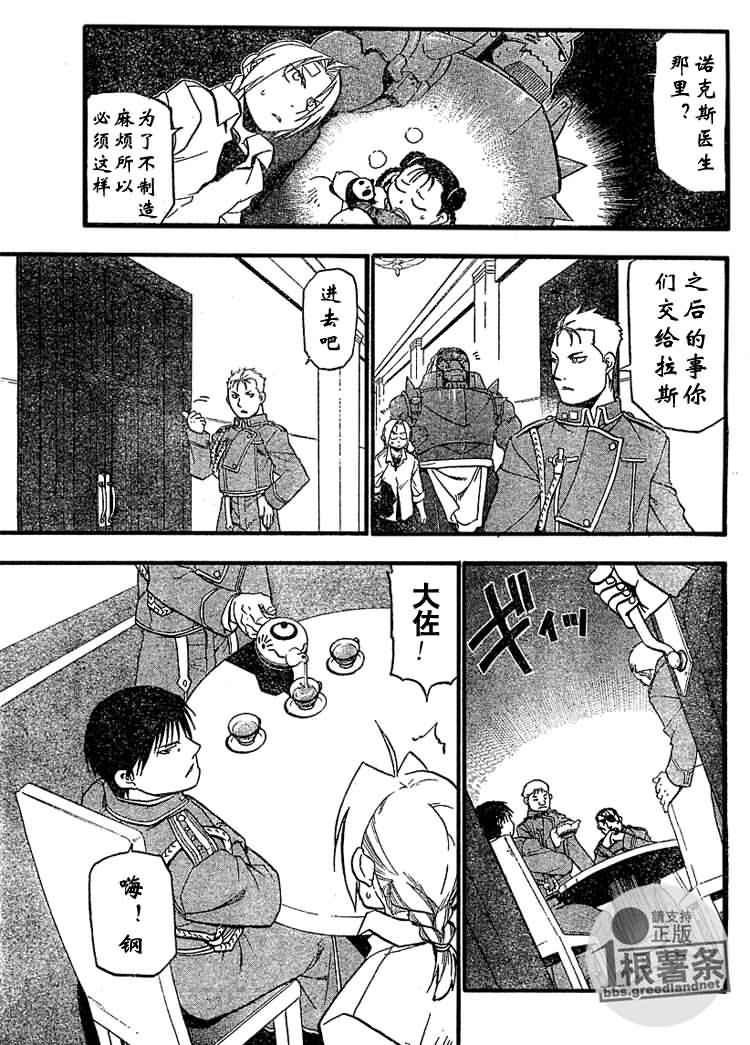 诺克斯医生
那里？
为了不制造
麻烦所以
必须这样
之后的事你
们交给拉斯
进去吧
ギギイッ
大佐！
嗨！钢
請支持
正版
1根薯条
bbs.greedland.net